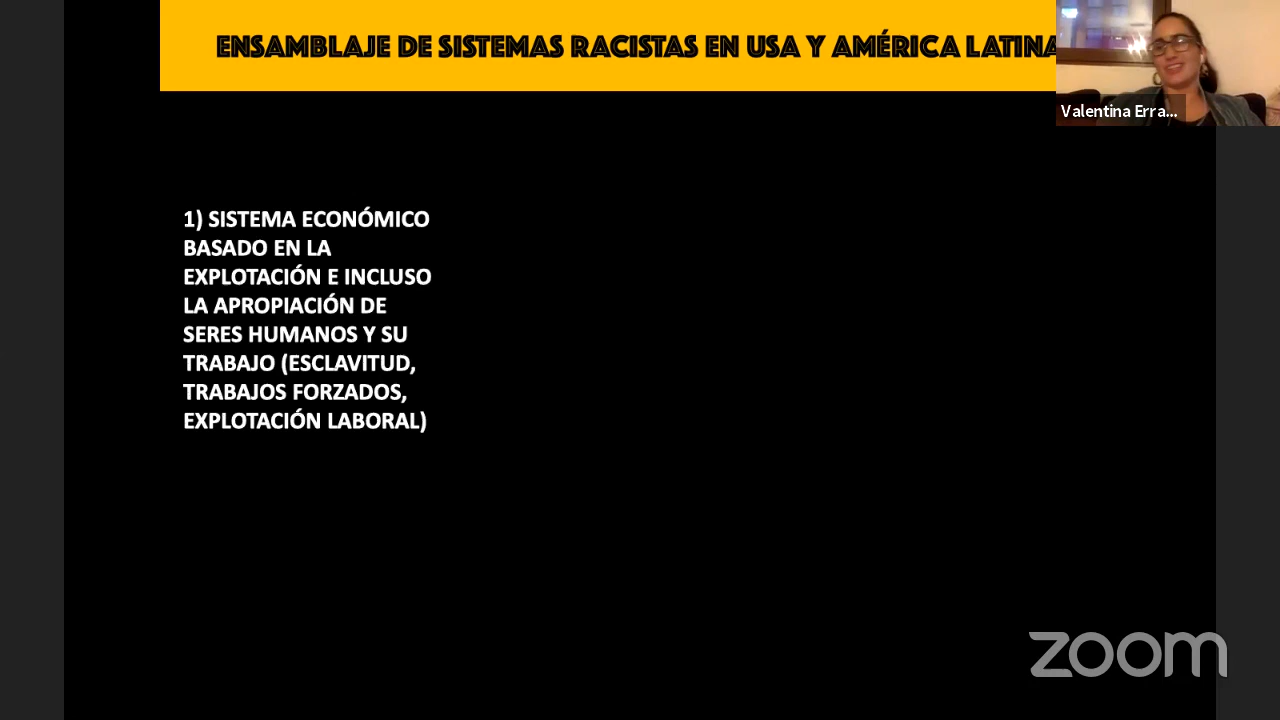 ENSAMBLAJE DE SISTEMAS RACISTAS EN USA Y AMÉRICA LATINA
Valentina Erra...
1) SISTEMA ECONÓMICO
BASADO EN LA
EXPLOTACIÓN E INCLUSO
LA APROPIACIÓN DE
SERES HUMANOS Y SU
TRABAJO (ESCLAVITUD,
TRABAJOS FORZADOS,
EXPLOTACIÓN LABORAL)
zoom